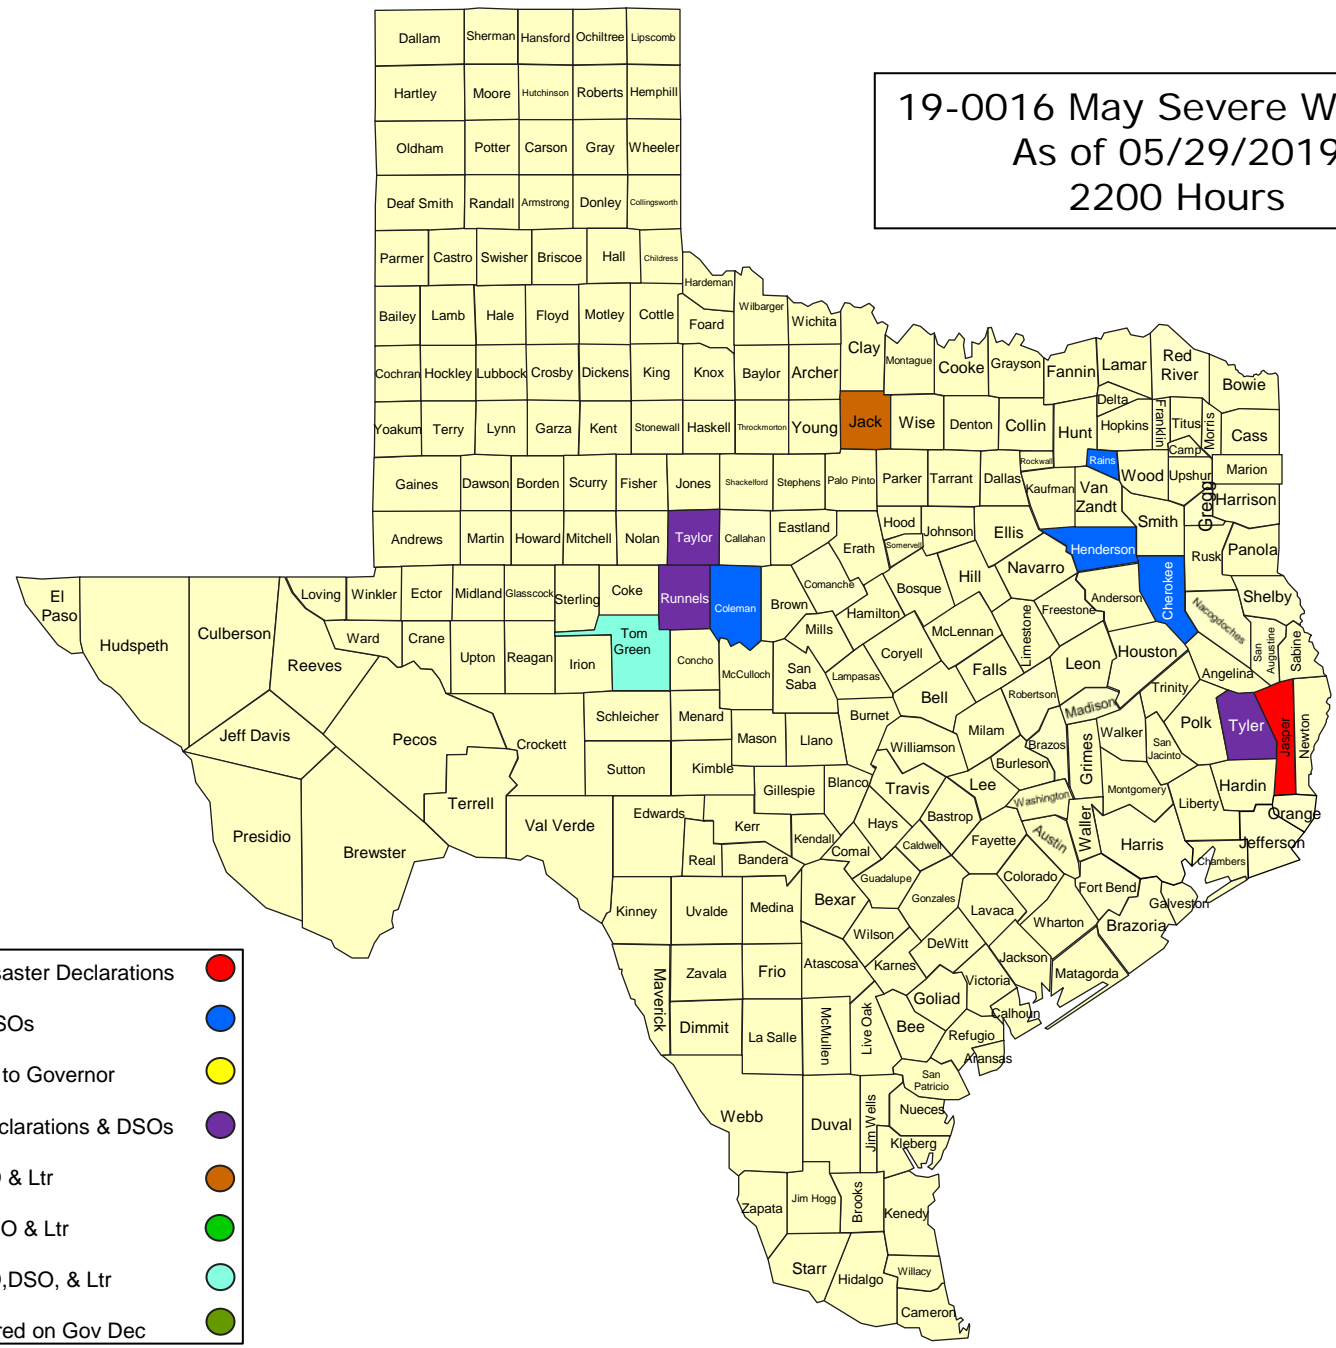 19-0016 May Severe W
As of 05/29/2019
2200 Hours
Dallam Sherman Hansford Ochiltree Lipscomb
Hartley Moore Hutchinson Roberts Hemphill
Oldham Potter Carson Gray Wheeler
Deaf Smith Randall Armstrong Donley Collingsworth
Parmer Castro Swisher Briscoe Hall Childress
Hardeman
Bailey Lamb Hale Floyd Motley Cottle Foard Wilbarger Wichita
Clay Montague Cooke Grayson Fannin Lamar Red
River Bowie
Cochran Hockley Lubbock Crosby Dickens King Knox Baylor Archer
Delta
Yoakum Terry Lynn Garza Kent Stonewall Haskell Throckmorton Young Jack Wise Denton Collin Hunt Hopkins Franklin Titus Morris Cass
Camp
Gaines Dawson Borden Scurry Fisher Jones Shackelford Stephens Palo Pinto Parker Tarrant Dallas Rockwall Rains Wood Upshur Marion
Kaufman Van
Zandt Gregg Harrison
Andrews Martin Howard Mitchell Nolan Taylor Callahan Eastland Erath Hood Somervell Johnson Ellis Henderson Smith Rusk Panola
El
Paso Hudspeth Culberson Loving Winkler Ector Midland Glasscock Sterling Coke Runnels Coleman Brown Comanche Hamilton Bosque Hill Navarro Freestone Anderson Cherokee Nacogdoches Shelby
Reeves Ward Crane Upton Reagan Irion Tom
Green Concho McCulloch San
Saba Mills Lampasas Coryell McLennan Limestone Falls Leon Houston Angelina San
Augustine Sabine
Jeff Davis Pecos Crockett Schleicher Menard Mason Llano Burnet Bell Milam Robertson Madison Trinity Polk Tyler Jasper Newton
Williamson Brazos Grimes Walker San
Jacinto
Presidio Brewster Terrell Sutton Kimble Gillespie Blanco Travis Lee Burleson Washington Montgomery Liberty Hardin Orange
Val Verde Edwards Kerr Kendall Hays Bastrop Fayette Austin Waller Harris Jefferson
Real Bandera Comal Caldwell Chambers
Kinney Uvalde Medina Bexar Guadalupe Gonzales Lavaca Colorado Fort Bend Galveston
Wilson Wharton Brazoria
Maverick Zavala Frio Atascosa Karnes DeWitt Jackson Matagorda
Dimmit La Salle McMullen Live Oak Bee Goliad Victoria Calhoun
Refugio
Aransas
San
Patricio
Webb Duval Jim Wells Nueces
Kleberg
Zapata Jim Hogg Brooks Kenedy
Starr Hidalgo Willacy
Cameron
saster Declarations
SOs
to Governor
clarations & DSOs
& Ltr
O & Ltr
,DSO, & Ltr
red on Gov Dec